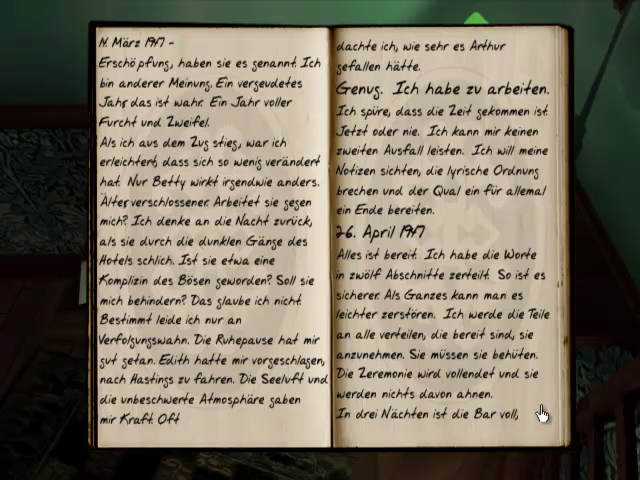 14. März 1947 -
Erschöpfung, haben sie es genannt. Ich
bin anderer Meinung. Ein vergeudetes
Jahr, das ist wahr. Ein Jahr voller
Furcht und Zweifel.
Als ich aus dem Zug stieg, war ich
erleichtert, dass sich so wenig verändert
hat. Nur Betty wirkt irgendwie anders.
Älter, verschlossener. Arbeitet sie gegen
mich? Ich denke an die Nacht zurück,
als sie durch die dunklen Gänge des
Hotels schlich. Ist sie etwa eine
Komplizin des Bösen geworden? Soll sie
mich behindern? Das glaube ich nicht.
Bestimmt leide ich nur an
Verfolgungswahn. Die Ruhepause hat mir
gut getan. Edith hatte mir vorgeschlagen,
nach Hastings zu fahren. Die Seeluft und
die unbeschwerte Atmosphäre gaben
mir Kraft. Oft
dachte ich, wie sehr es Arthur
gefallen hätte.
Genug. Ich habe zu arbeiten.
Ich spüre, dass die Zeit gekommen ist.
Jetzt oder nie. Ich kann mir keinen
zweiten Ausfall leisten. Ich will meine
Notizen sichten, die lyrische Ordnung
brechen und der Qual ein für allemal
ein Ende bereiten.
26. April 1947
Alles ist bereit. Ich habe die Worte
in zwölf Abschnitte zerteilt. So ist es
sicherer. Als Ganzes kann man es
leichter zerstören. Ich werde die Teile
an alle verteilen, die bereit sind, sie
anzunehmen. Sie müssen sie behüten.
Die Zeremonie wird vollendet und sie
werden nichts davon ahnen.
In drei Nächten ist die Bar voll,